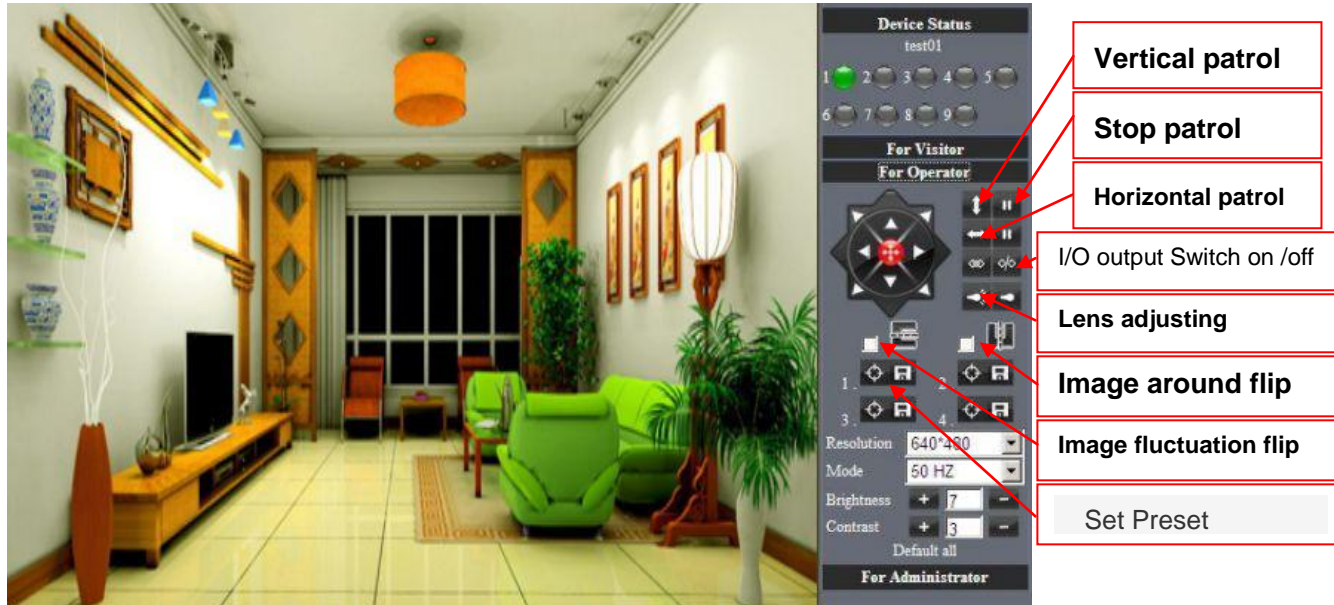 Device Status
test01
1 2 3 4 5
6 7 8 9
For Visitor
For Operator
1. 2.
3. 4.
Resolution 640*480
Mode 50 HZ
Brightness + 7 -
Contrast + 3 -
Default all
For Administrator
Vertical patrol
Stop patrol
Horizontal patrol
I/O output Switch on /off
Lens adjusting
Image around flip
Image fluctuation flip
Set Preset